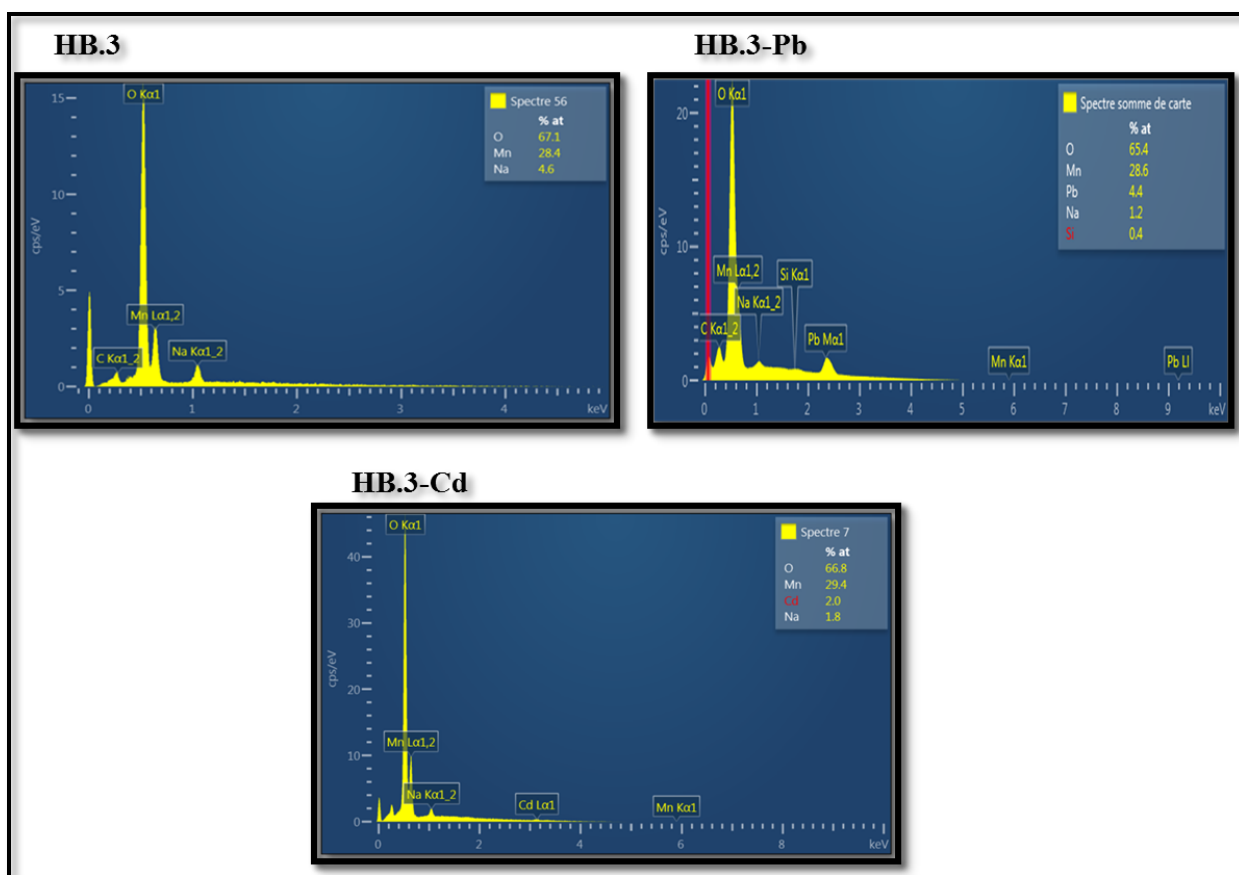 HB.3
HB.3-Pb
15
10
5
0
cps/eV
O Kα1
Mn Lα1,2
C Kα1_2
Na Kα1_2
0 1 2 3 4 keV
Spectre 56
% at
O 67.1
Mn 28.4
Na 4.6
20
10
0
cps/eV
O Kα1
Mn Lα1,2
Si Kα1
Na Kα1_2
C Kα1_2
Pb Mα1
Mn Kα1
Pb Ll
0 1 2 3 4 5 6 7 8 9 keV
Spectre somme de carte
% at
O 65.4
Mn 28.6
Pb 4.4
Na 1.2
Si 0.4
HB.3-Cd
40
30
20
10
0
cps/eV
O Kα1
Mn Lα1,2
Na Kα1_2
Cd Lα1
Mn Kα1
0 2 4 6 8 keV
Spectre 7
% at
O 66.8
Mn 29.4
Cd 2.0
Na 1.8